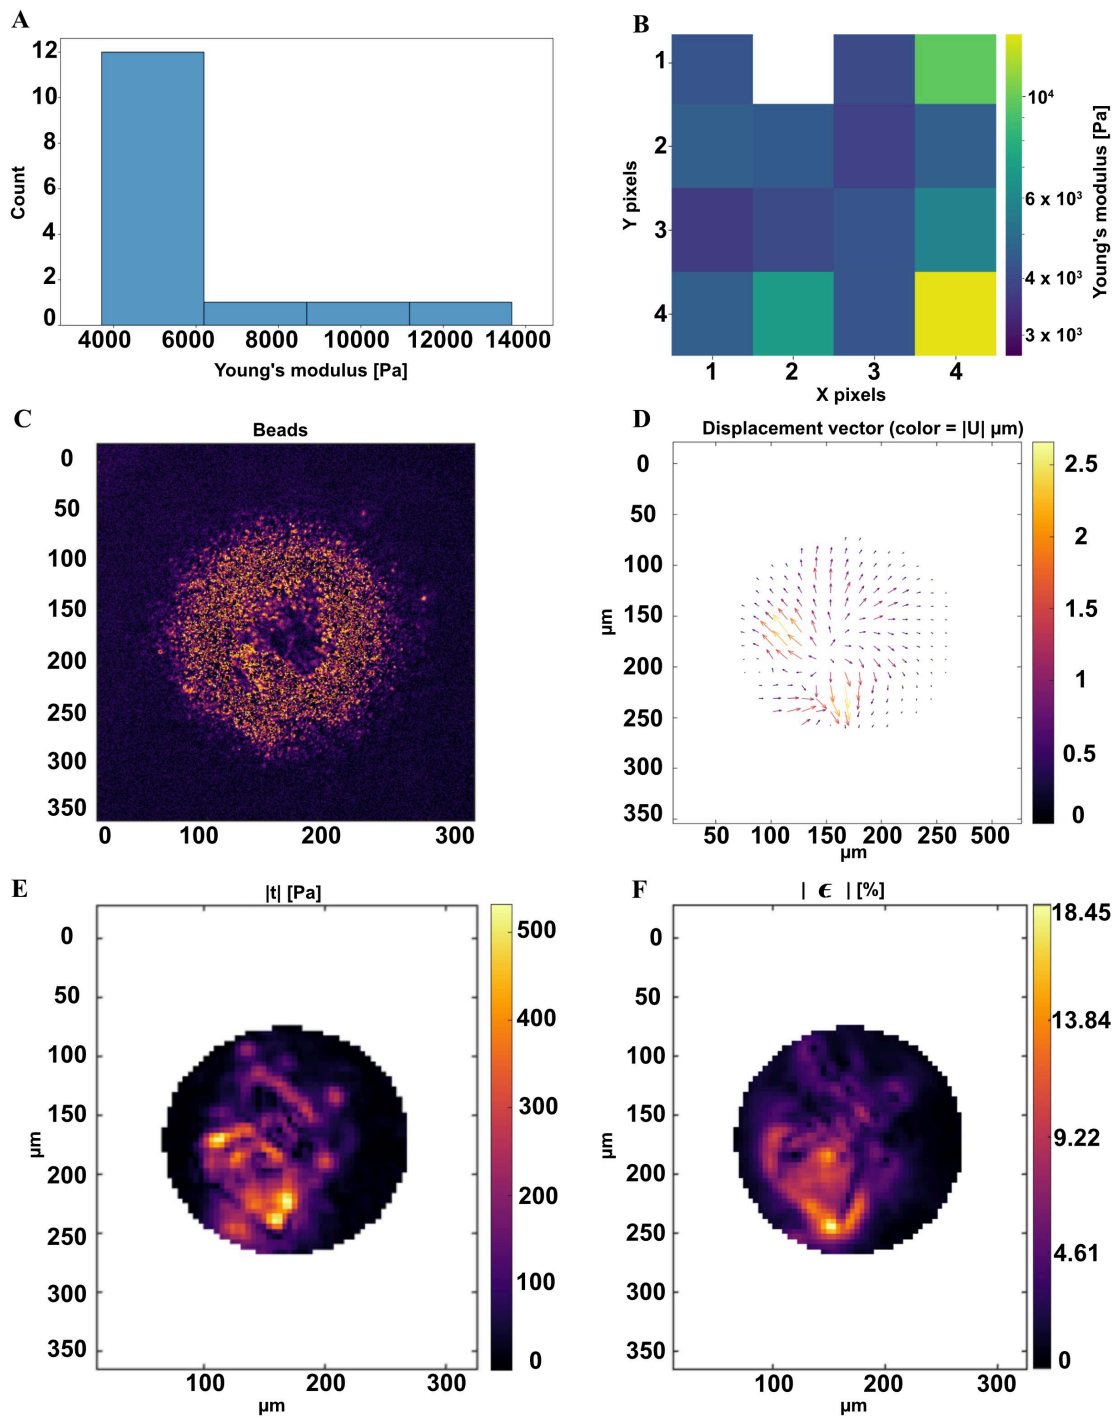 A
12
10
8
6
4
2
0
Count
4000 6000 8000 10000 12000 14000
Young's modulus [Pa]
B
1
2
3
4
Y pixels
1 2 3 4
X pixels
10⁴
6 x 10³
4 x 10³
3 x 10³
Young's modulus [Pa]
C
Beads
0
50
100
150
200
250
300
350
0 100 200 300
D
Displacement vector (color = |U| µm)
0
50
100
150
200
250
300
350
µm
50 100 150 200 250 500
µm
2.5
2
1.5
1
0.5
0
E
|t| [Pa]
0
50
100
150
200
250
300
350
µm
100 200 300
µm
500
400
300
200
100
0
F
| ϵ | [%]
0
50
100
150
200
250
300
350
µm
100 200 300
µm
18.45
13.84
9.22
4.61
0